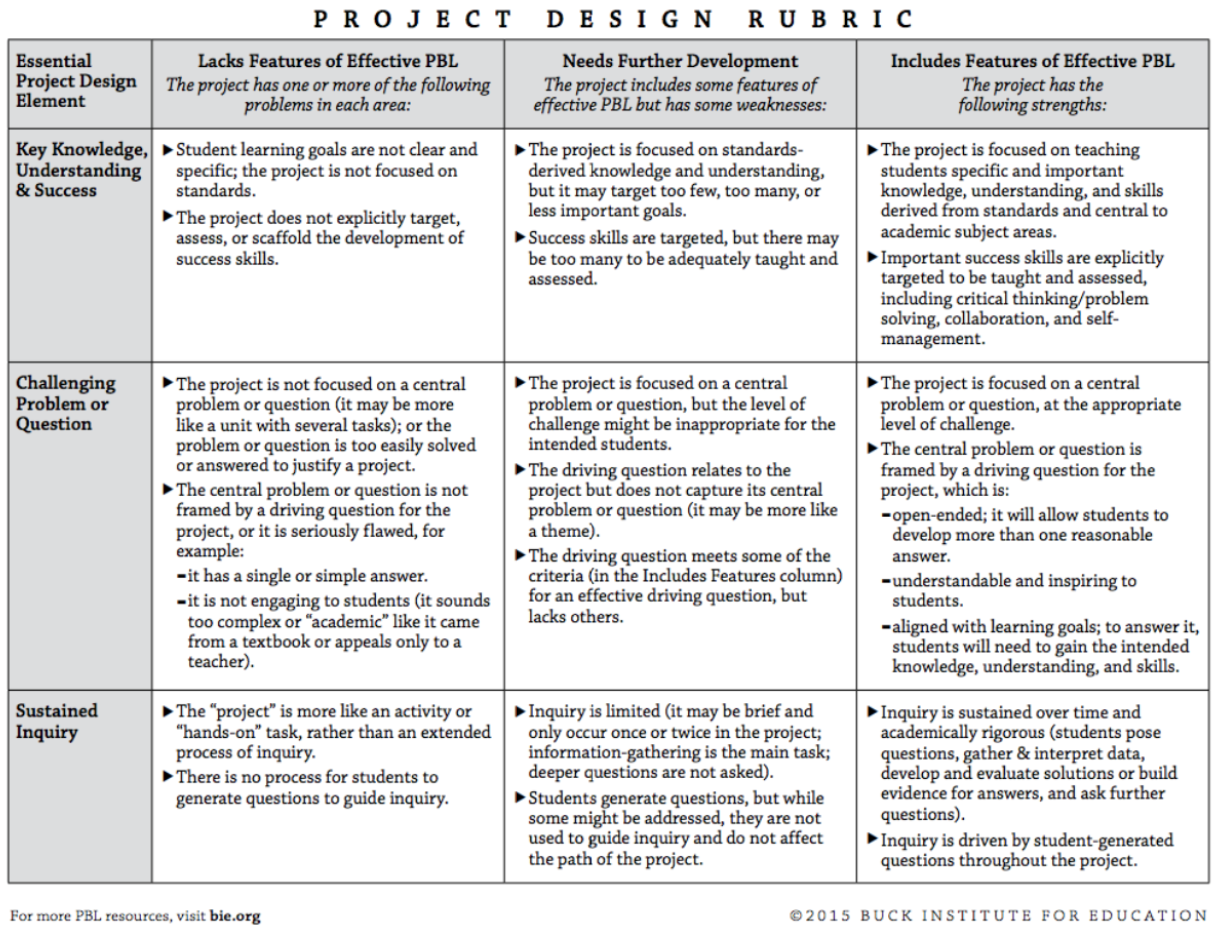 PROJECT DESIGN RUBRIC
Essential
Project Design
Element
Lacks Features of Effective PBL
The project has one or more of the following
problems in each area:
Needs Further Development
The project includes some features of
effective PBL but has some weaknesses:
Includes Features of Effective PBL
The project has the
following strengths:
Key Knowledge,
Understanding
& Success
▶Student learning goals are not clear and
specific; the project is not focused on
standards.
▶The project does not explicitly target,
assess, or scaffold the development of
success skills.
▶The project is focused on standards-
derived knowledge and understanding,
but it may target too few, too many, or
less important goals.
▶Success skills are targeted, but there may
be too many to be adequately taught and
assessed.
▶The project is focused on teaching
students specific and important
knowledge, understanding, and skills
derived from standards and central to
academic subject areas.
▶Important success skills are explicitly
targeted to be taught and assessed,
including critical thinking/problem
solving, collaboration, and self-
management.
Challenging
Problem or
Question
▶The project is not focused on a central
problem or question (it may be more
like a unit with several tasks); or the
problem or question is too easily solved
or answered to justify a project.
▶The central problem or question is not
framed by a driving question for the
project, or it is seriously flawed, for
example:
-it has a single or simple answer.
-it is not engaging to students (it sounds
too complex or “academic” like it came
from a textbook or appeals only to a
teacher).
▶The project is focused on a central
problem or question, but the level of
challenge might be inappropriate for the
intended students.
▶The driving question relates to the
project but does not capture its central
problem or question (it may be more like
a theme).
▶The driving question meets some of the
criteria (in the Includes Features column)
for an effective driving question, but
lacks others.
▶The project is focused on a central
problem or question, at the appropriate
level of challenge.
▶The central problem or question is
framed by a driving question for the
project, which is:
-open-ended; it will allow students to
develop more than one reasonable
answer.
-understandable and inspiring to
students.
-aligned with learning goals; to answer it,
students will need to gain the intended
knowledge, understanding, and skills.
Sustained
Inquiry
▶The “project” is more like an activity or
“hands-on” task, rather than an extended
process of inquiry.
▶There is no process for students to
generate questions to guide inquiry.
▶Inquiry is limited (it may be brief and
only occur once or twice in the project;
information-gathering is the main task;
deeper questions are not asked).
▶Students generate questions, but while
some might be addressed, they are not
used to guide inquiry and do not affect
the path of the project.
▶Inquiry is sustained over time and
academically rigorous (students pose
questions, gather & interpret data,
develop and evaluate solutions or build
evidence for answers, and ask further
questions).
▶Inquiry is driven by student-generated
questions throughout the project.
For more PBL resources, visit bie.org
©2015 BUCK INSTITUTE FOR EDUCATION